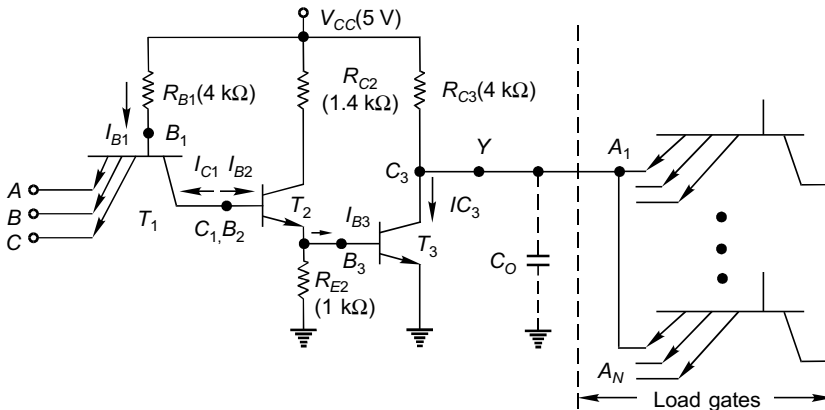 V_CC(5 V)
R_B1(4 kΩ)
R_C2
(1.4 kΩ)
R_C3(4 kΩ)
I_B1
B_1
I_C1
I_B2
C_3
Y
A_1
A
B
C
T_1
T_2
I_B3
IC_3
C_1,B_2
B_3
T_3
C_O
R_E2
(1 kΩ)
A_N
Load gates